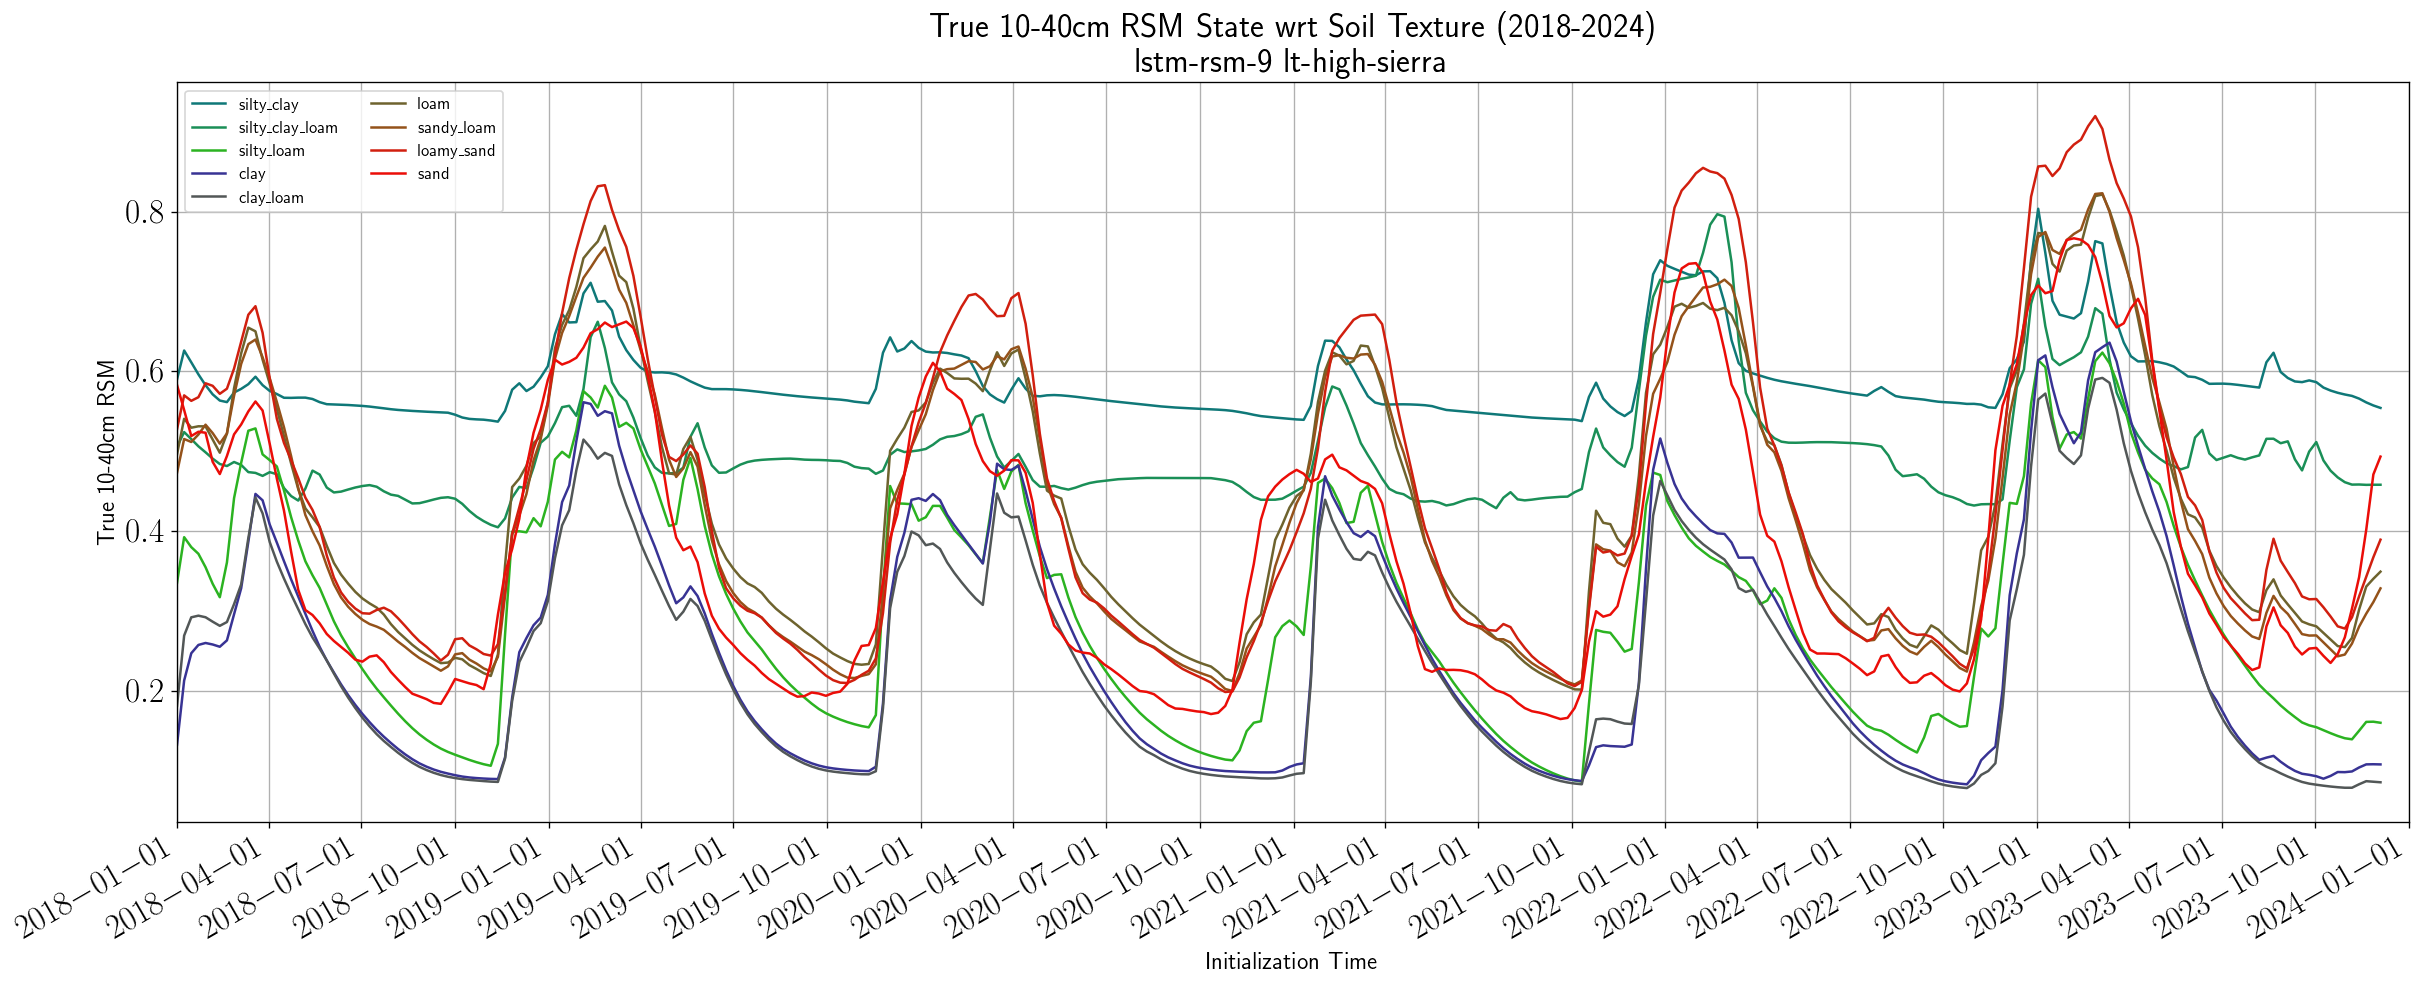 True 10-40cm RSM State wrt Soil Texture (2018-2024)
lstm-rsm-9 lt-high-sierra
silty_clay
silty_clay_loam
silty_loam
clay
clay_loam
loam
sandy_loam
loamy_sand
sand
True 10-40cm RSM
0.8
0.6
0.4
0.2
2018-01-01
2018-04-01
2018-07-01
2018-10-01
2019-01-01
2019-04-01
2019-07-01
2019-10-01
2020-01-01
2020-04-01
2020-07-01
2020-10-01
2021-01-01
2021-04-01
2021-07-01
2021-10-01
2022-01-01
2022-04-01
2022-07-01
2022-10-01
2023-01-01
2023-04-01
2023-07-01
2023-10-01
2024-01-01
Initialization Time